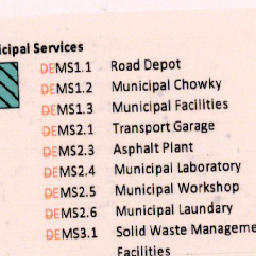 cipal Services
DEMS1.1 Road Depot
DEMS1.2 Municipal Chowky
DEMS1.3 Municipal Facilities
DEMS2.1 Transport Garage
DEMS2.3 Asphalt Plant
DEMS2.4 Municipal Laboratory
DEMS2.5 Municipal Workshop
DEMS2.6 Municipal Laundary
DEMS3.1 Solid Waste Manageme
Facilities